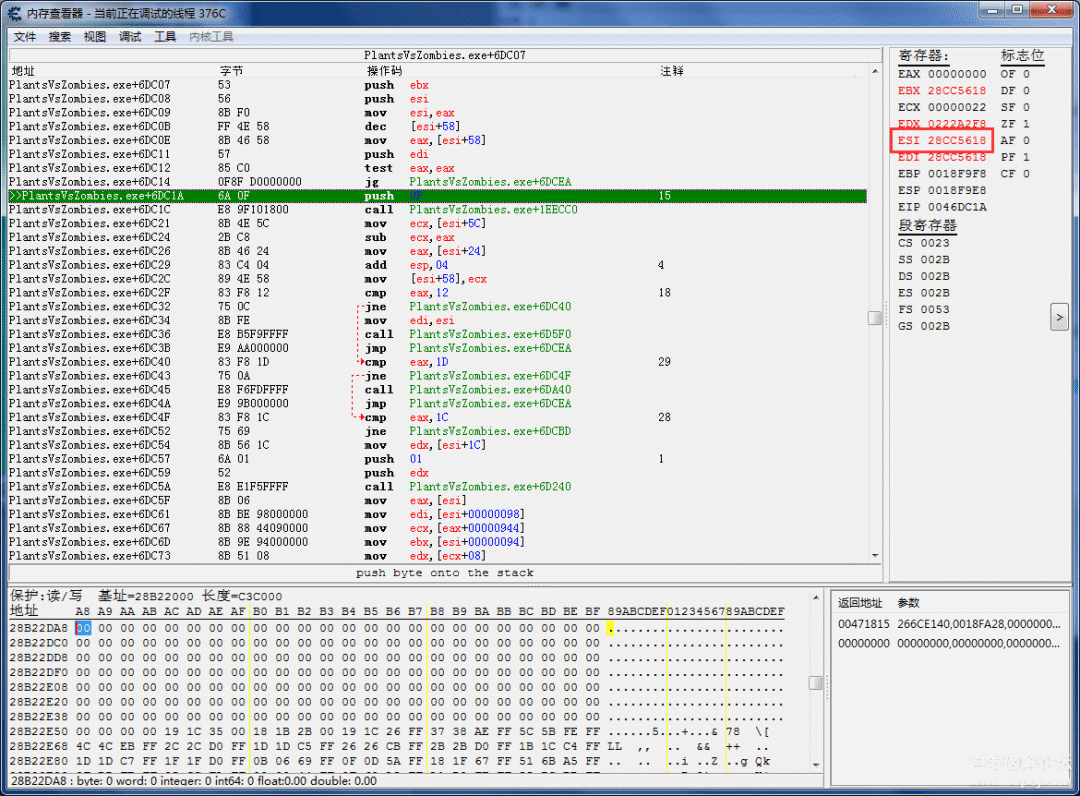 内存查看器 - 当前正在调试的线程 376C
文件 搜索 视图 调试 工具 内核工具
PlantsVsZombies.exe+6DC07
地址 字节 操作码 注释
PlantsVsZombies.exe+6DC07 53 push ebx
PlantsVsZombies.exe+6DC08 56 push esi
PlantsVsZombies.exe+6DC09 8B F0 mov esi,eax
PlantsVsZombies.exe+6DC0B FF 4E 58 dec [esi+58]
PlantsVsZombies.exe+6DC0E 8B 46 58 mov eax,[esi+58]
PlantsVsZombies.exe+6DC11 57 push edi
PlantsVsZombies.exe+6DC12 85 C0 test eax,eax
PlantsVsZombies.exe+6DC14 0F8F D0000000 jg PlantsVsZombies.exe+6DCEA
>>PlantsVsZombies.exe+6DC1A 6A 0F push 0F 15
PlantsVsZombies.exe+6DC1C E8 9F101800 call PlantsVsZombies.exe+1EECC0
PlantsVsZombies.exe+6DC21 8B 4E 5C mov ecx,[esi+5C]
PlantsVsZombies.exe+6DC24 2B C8 sub ecx,eax
PlantsVsZombies.exe+6DC26 8B 46 24 mov eax,[esi+24]
PlantsVsZombies.exe+6DC29 83 C4 04 add esp,04 4
PlantsVsZombies.exe+6DC2C 89 4E 58 mov [esi+58],ecx
PlantsVsZombies.exe+6DC2F 83 F8 12 cmp eax,12 18
PlantsVsZombies.exe+6DC32 75 0C jne PlantsVsZombies.exe+6DC40
PlantsVsZombies.exe+6DC34 8B FE mov edi,esi
PlantsVsZombies.exe+6DC36 E8 B5F9FFFF call PlantsVsZombies.exe+6D5F0
PlantsVsZombies.exe+6DC3B E9 AA000000 jmp PlantsVsZombies.exe+6DCEA
PlantsVsZombies.exe+6DC40 83 F8 1D cmp eax,1D 29
PlantsVsZombies.exe+6DC43 75 0A jne PlantsVsZombies.exe+6DC4F
PlantsVsZombies.exe+6DC45 E8 F6FDFFFF call PlantsVsZombies.exe+6DA40
PlantsVsZombies.exe+6DC4A E9 9B000000 jmp PlantsVsZombies.exe+6DCEA
PlantsVsZombies.exe+6DC4F 83 F8 1C cmp eax,1C 28
PlantsVsZombies.exe+6DC52 75 69 jne PlantsVsZombies.exe+6DCBD
PlantsVsZombies.exe+6DC54 8B 56 1C mov edx,[esi+1C]
PlantsVsZombies.exe+6DC57 6A 01 push 01 1
PlantsVsZombies.exe+6DC59 52 push edx
PlantsVsZombies.exe+6DC5A E8 E1F5FFFF call PlantsVsZombies.exe+6D240
PlantsVsZombies.exe+6DC5F 8B 06 mov eax,[esi]
PlantsVsZombies.exe+6DC61 8B BE 98000000 mov edi,[esi+00000098]
PlantsVsZombies.exe+6DC67 8B 88 44090000 mov ecx,[eax+00000944]
PlantsVsZombies.exe+6DC6D 8B 9E 94000000 mov ebx,[esi+00000094]
PlantsVsZombies.exe+6DC73 8B 51 08 mov edx,[ecx+08]
push byte onto the stack
寄存器: 标志位
EAX 00000000 OF 0
EBX 28CC5618 DF 0
ECX 00000022 SF 0
EDX 0222A2F8 ZF 1
ESI 28CC5618 AF 0
EDI 28CC5618 PF 1
EBP 0018F9F8 CF 0
ESP 0018F9E8
EIP 0046DC1A
段寄存器
CS 0023
SS 002B
DS 002B
ES 002B
FS 0053
GS 002B
>
保护:读/写 基址=28B22000 长度=C3C000
地址 A8 A9 AA AB AC AD AE AF B0 B1 B2 B3 B4 B5 B6 B7 B8 B9 BA BB BC BD BE BF 89ABCDEF0123456789ABCDEF
28B22DA8 00 00 00 00 00 00 00 00 00 00 00 00 00 00 00 00 00 00 00 00 00 00 00 00 ........................
28B22DC0 00 00 00 00 00 00 00 00 00 00 00 00 00 00 00 00 00 00 00 00 00 00 00 00 ........................
28B22DD8 00 00 00 00 00 00 00 00 00 00 00 00 00 00 00 00 00 00 00 00 00 00 00 00 ........................
28B22DF0 00 00 00 00 00 00 00 00 00 00 00 00 00 00 00 00 00 00 00 00 00 00 00 00 ........................
28B22E08 00 00 00 00 00 00 00 00 00 00 00 00 00 00 00 00 00 00 00 00 00 00 00 00 ........................
28B22E20 00 00 00 00 00 00 00 00 00 00 00 00 00 00 00 00 00 00 00 00 00 00 00 00 ........................
28B22E38 00 00 00 00 00 00 00 00 00 00 00 00 00 00 00 00 00 00 00 00 00 00 00 00 ........................
28B22E50 00 00 00 00 19 1C 35 00 18 1B 2B 00 19 1C 26 FF 37 38 AE FF 5C 5B FE FF ......5...+...& 78 \[
28B22E68 4C 4C EB FF 2C 2C D0 FF 1D 1D C5 FF 26 26 CB FF 2B 2B D0 FF 1B 1C C4 FF LL ,, .. && ++ ..
28B22E80 1D 1D C7 FF 1F 1F D0 FF 0B 06 69 FF 0F 0D 5A FF 18 1F 67 FF 51 6B A5 FF .. .. ..i ..Z ..g Qk
28B22DA8 : byte: 0 word: 0 integer: 0 int64: 0 float:0.00 double: 0.00
返回地址 参数
00471815 266CE140,0018FA28,0000000...
00000000 00000000,00000000,0000000...